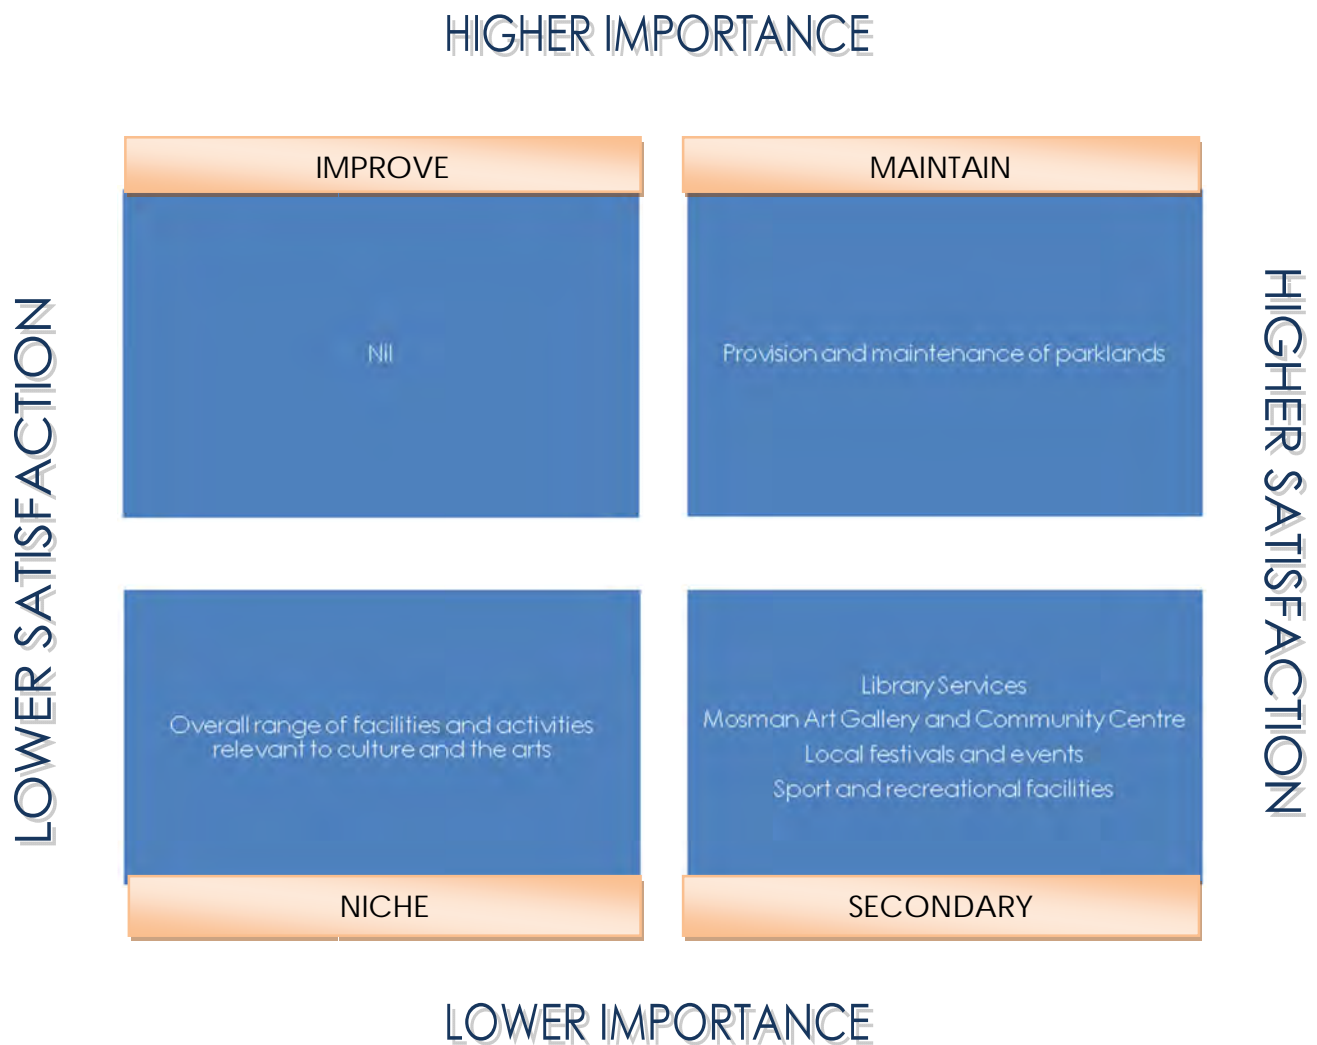 HIGHER IMPORTANCE
IMPROVE
MAINTAIN
LOWER SATISFACTION
Nil
Provision and maintenance of parklands
HIGHER SATISFACTION
Overall range of facilities and activities
relevant to culture and the arts
Library Services
Mosman Art Gallery and Community Centre
Local festivals and events
Sport and recreational facilities
NICHE
SECONDARY
LOWER IMPORTANCE